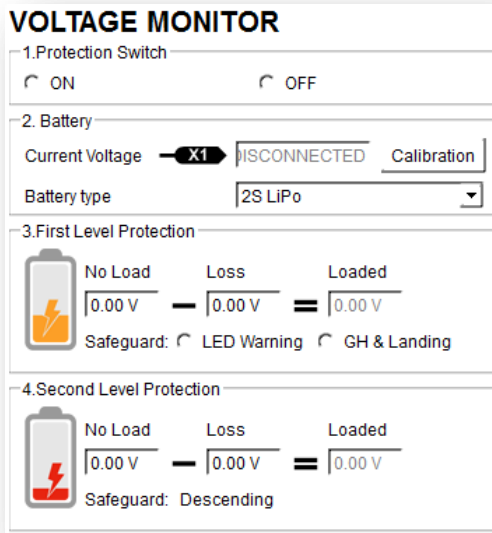 VOLTAGE MONITOR
1.Protection Switch
ON OFF
2. Battery
Current Voltage X1 DISCONNECTED Calibration
Battery type 2S LiPo
3.First Level Protection
No Load Loss Loaded
0.00 V 0.00 V 0.00 V
Safeguard: LED Warning GH & Landing
4.Second Level Protection
No Load Loss Loaded
0.00 V 0.00 V 0.00 V
Safeguard: Descending